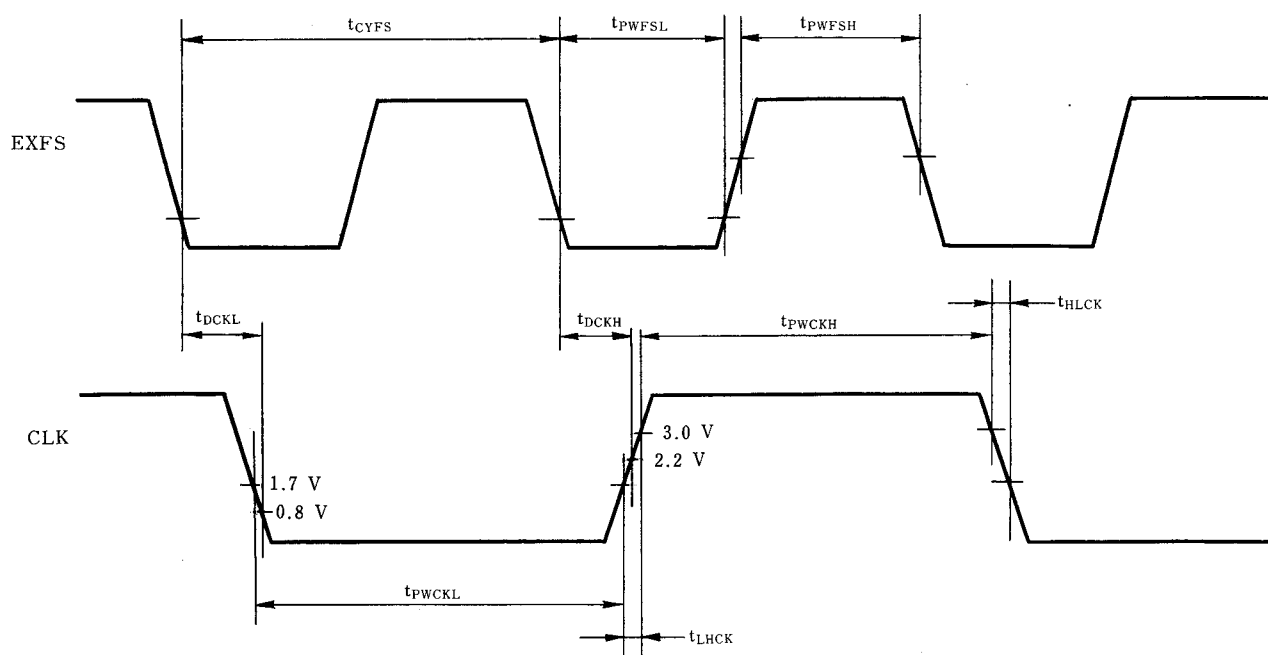 tCYFS
tPWFSL
tPWFSH
EXFS
tDCKL
tDCKH
tPWCKH
tHLCK
CLK
3.0 V
2.2 V
1.7 V
0.8 V
tPWCKL
tLHCK